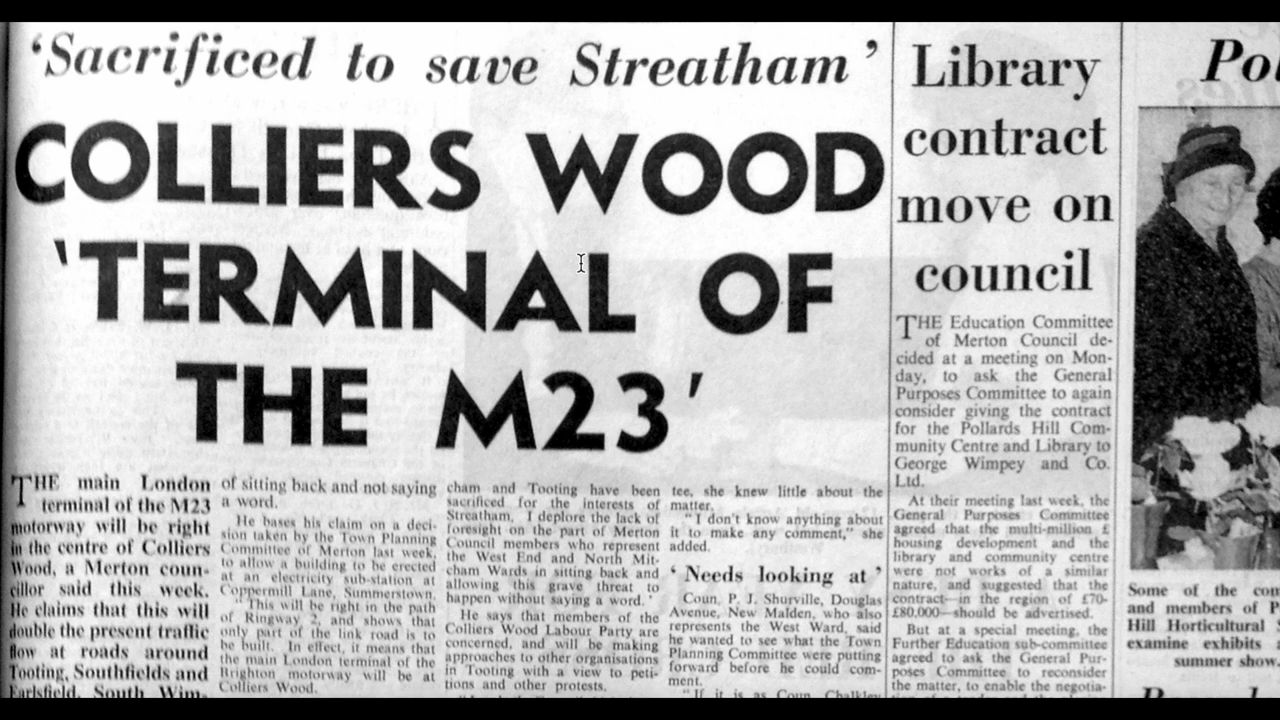 ‘Sacrificed to save Streatham’
COLLIERS WOOD
‘TERMINAL OF
THE M23’
THE main London
terminal of the M23
motorway will be right
in the centre of Colliers
Wood, a Merton coun-
cillor said this week.
He claims that this will
double the present traffic
flow at roads around
Tooting, Southfields and
Earlsfield, South Wim-
of sitting back and not saying
a word.
He bases his claim on a deci-
sion taken by the Town Planning
Committee of Merton last week,
to allow a building to be erected
at an electricity sub-station at
Coppermill Lane, Summerstown.
“This will be right in the path
of Ringway 2, and shows that
only part of the link road is to
be built. In effect, it means that
the main London terminal of the
Brighton motorway will be at
Colliers Wood.
cham and Tooting have been
sacrificed for the interests of
Streatham. I deplore the lack of
foresight on the part of Merton
Council members who represent
the West End and North Mit-
cham Wards in sitting back and
allowing this grave threat to
happen without saying a word.’
He says that members of the
Colliers Wood Labour Party are
concerned, and will be making
approaches to other organisations
in Tooting with a view to peti-
tions and other protests.
tee, she knew little about the
matter.
“I don't know anything about
it to make any comment,” she
added.
‘Needs looking at’
Coun. P. J. Shurville, Douglas
Avenue, New Malden, who also
represents the West Ward, said
he wanted to see what the Town
Planning Committee were putting
forward before he could com-
ment.
“If it is as Coun. Chalkley
Library
contract
move on
council
THE Education Committee
of Merton Council de-
cided at a meeting on Mon-
day, to ask the General
Purposes Committee to again
consider giving the contract
for the Pollards Hill Com-
munity Centre and Library to
George Wimpey and Co.
Ltd.
At their meeting last week, the
General Purposes Committee
agreed that the multi-million £
housing development and the
library and community centre
were not works of a similar
nature, and suggested that the
contract—in the region of £70-
£80,000—should be advertised.
But at a special meeting, the
Further Education sub-committee
agreed to ask the General Pur-
poses Committee to reconsider
the matter, to enable the negotia-
Pol
Some of the com
and members of P
Hill Horticultural S
examine exhibits a
summer show.